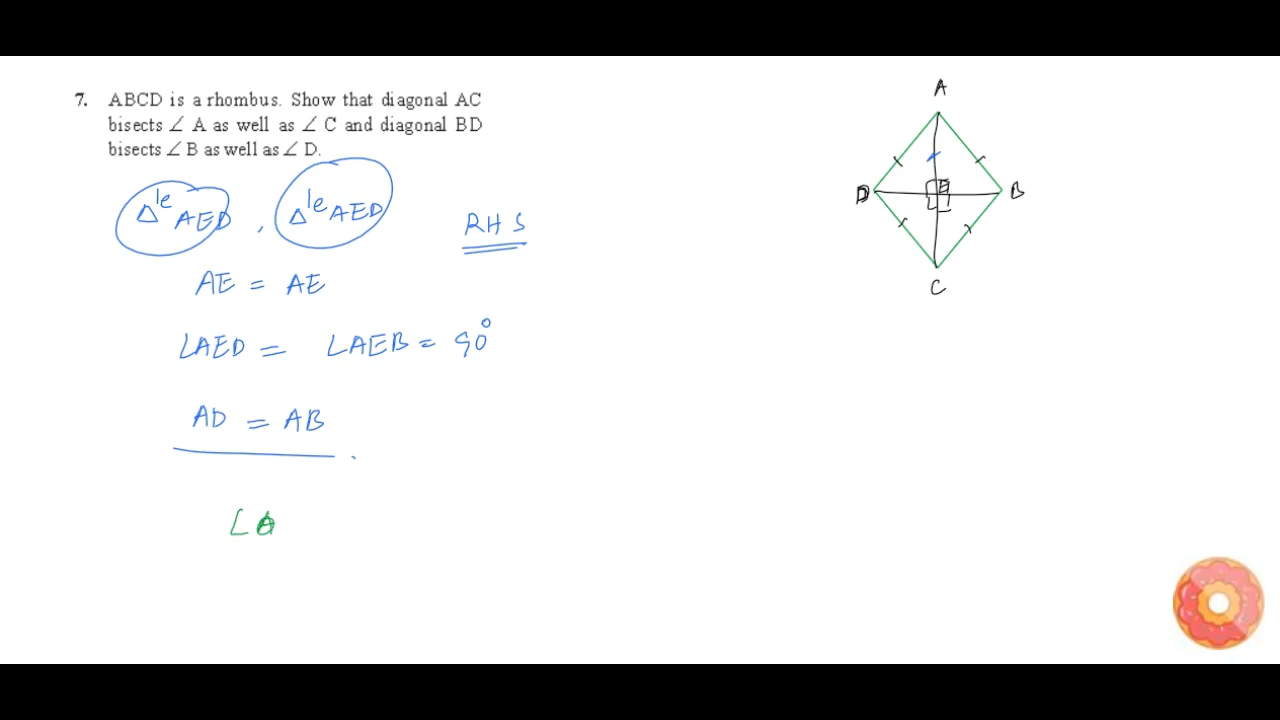 7. ABCD is a rhombus. Show that diagonal AC
bisects ∠ A as well as ∠ C and diagonal BD
bisects ∠ B as well as ∠ D.
Δle AED , Δle AED
RHS
AE = AE
∠AED = ∠AEB = 90°
AD = AB
∠
A
D
E
B
C